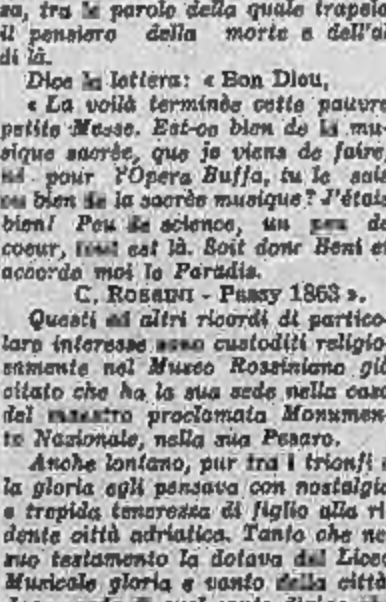 sa, tra le parole della quale trapela
il pensiero della morte e dell'al
di là.
Dice la lettera: « Bon Dieu,
« La voilà terminée cette pauvre
petite Messe. Est-ce bien de la mu-
sique sacrée, que je viens de faire,
né pour l'Opera Buffa, tu le sais
ou bien de la sacrée musique? J'étais
bien! Peu de science, un peu de
coeur, tout est là. Soit donc Beni et
accorde moi le Paradis.
C. ROSSINI - Passy 1863 ».
Questi ed altri ricordi di partico-
lare interesse sono custoditi religio-
samente nel Museo Rossiniano già
citato che ha la sua sede nella casa
del maestro proclamata Monumen-
to Nazionale, nella sua Pesaro.
Anche lontano, pur tra i trionfi e
la gloria egli pensava con nostalgia
e trepida tenerezza di figlio alla ri
dente città adriatica. Tanto che ne
suo testamento la dotava del Liceo
Musicale gloria e vanto della città